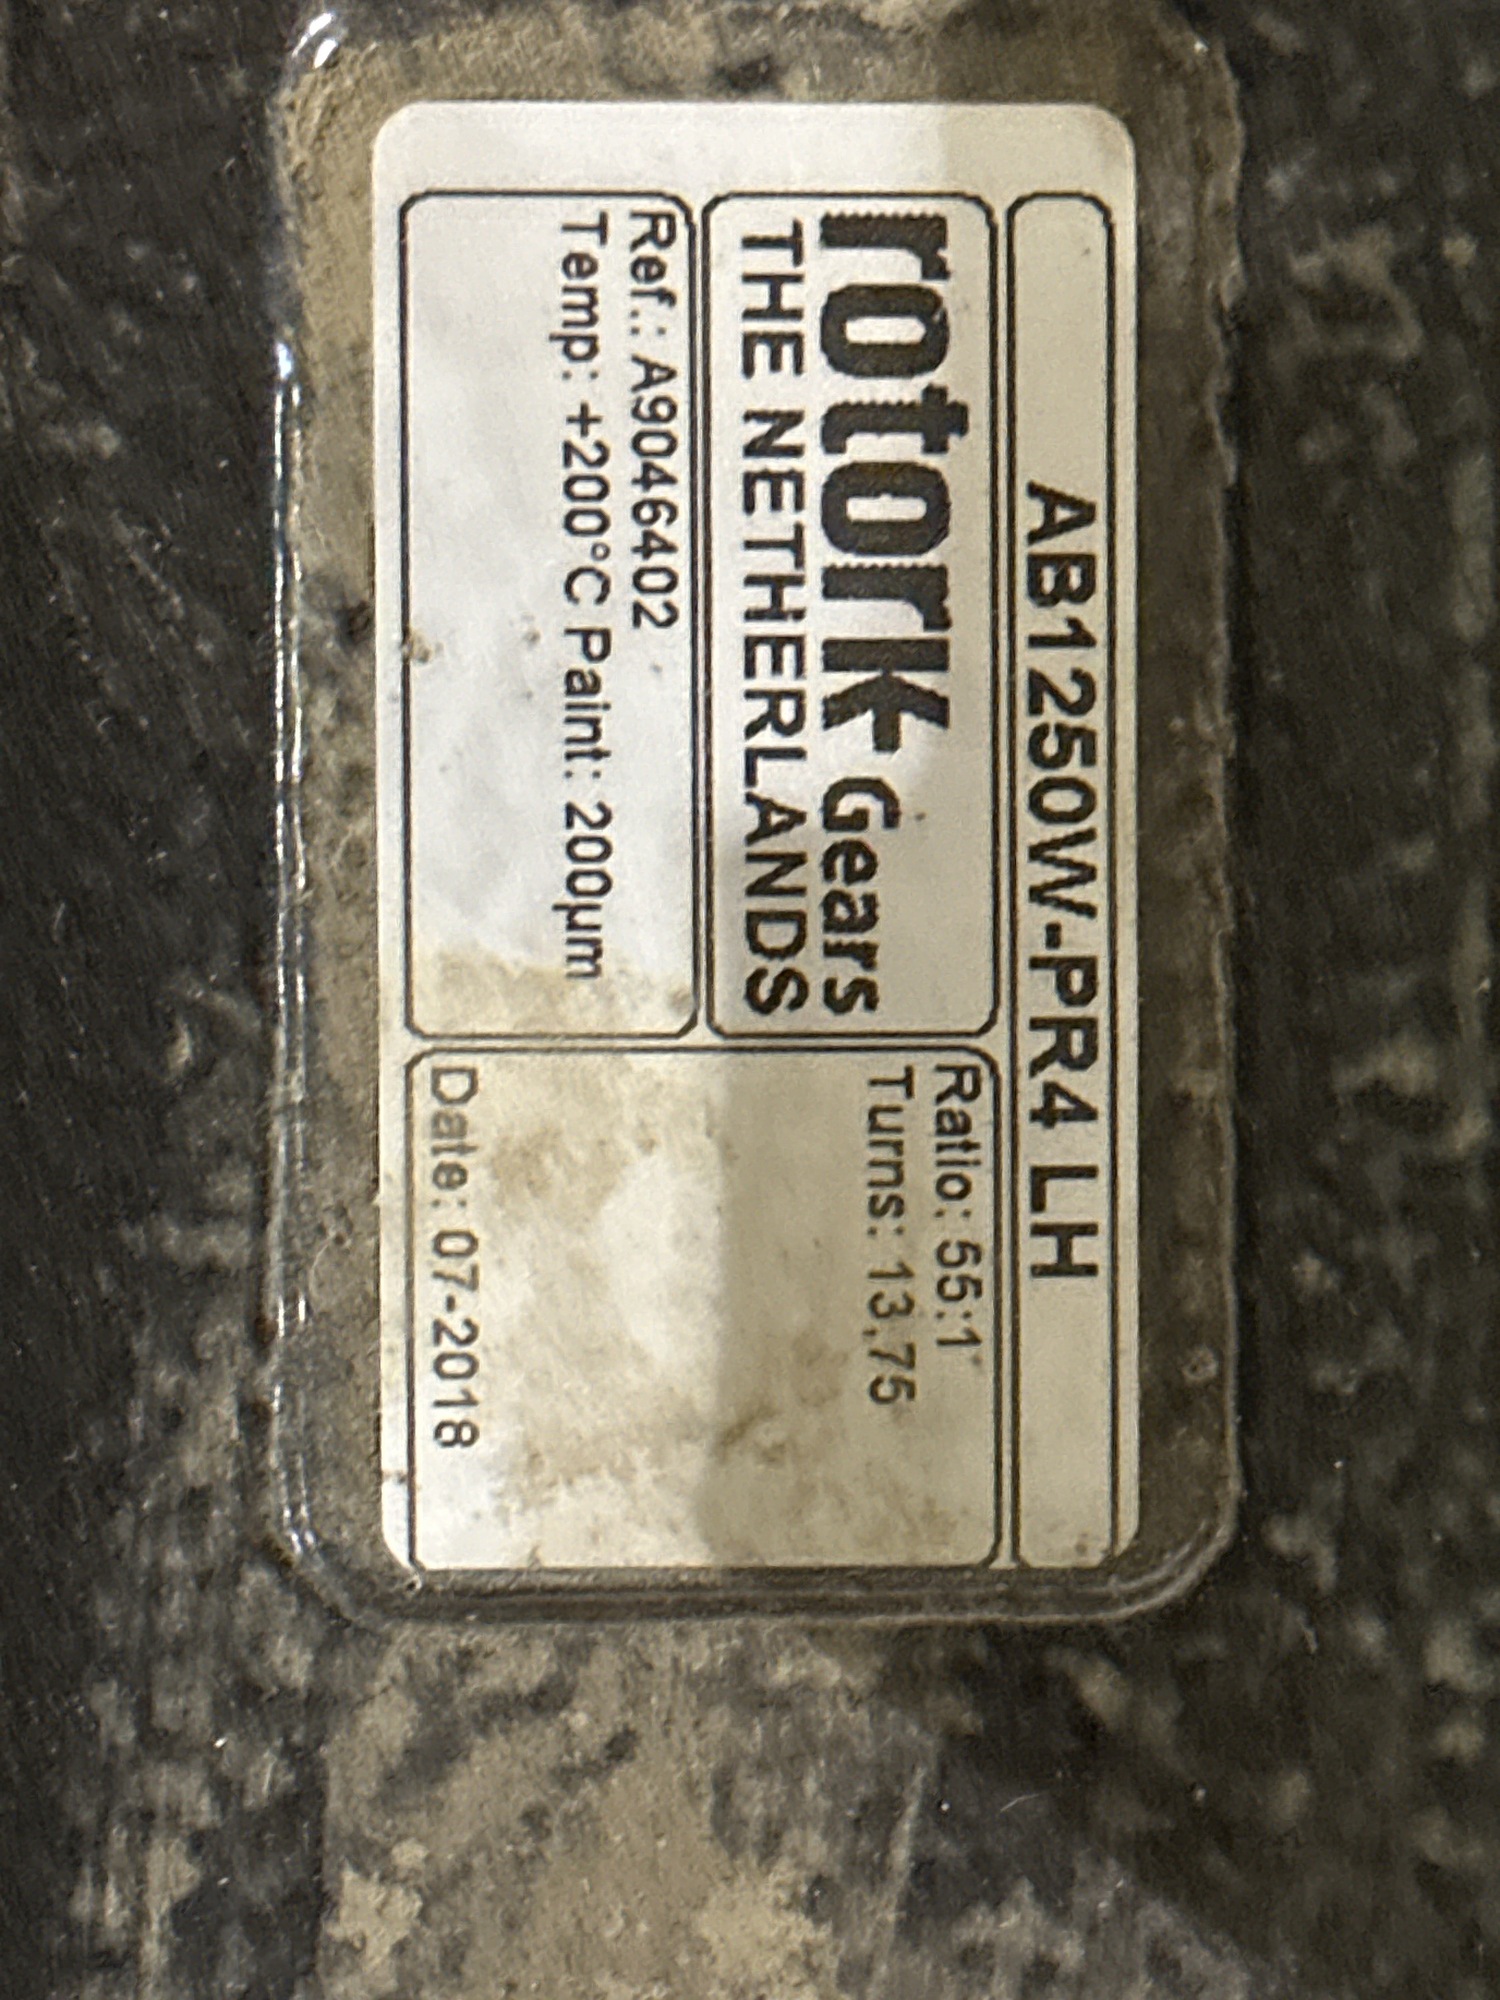 AB1250W-PR4 LH
rotork Gears
THE NETHERLANDS
Ratio: 55:1
Turns: 13,75
Ref.: A9046402
Temp: +200°C Paint: 200µm
Date: 07-2018